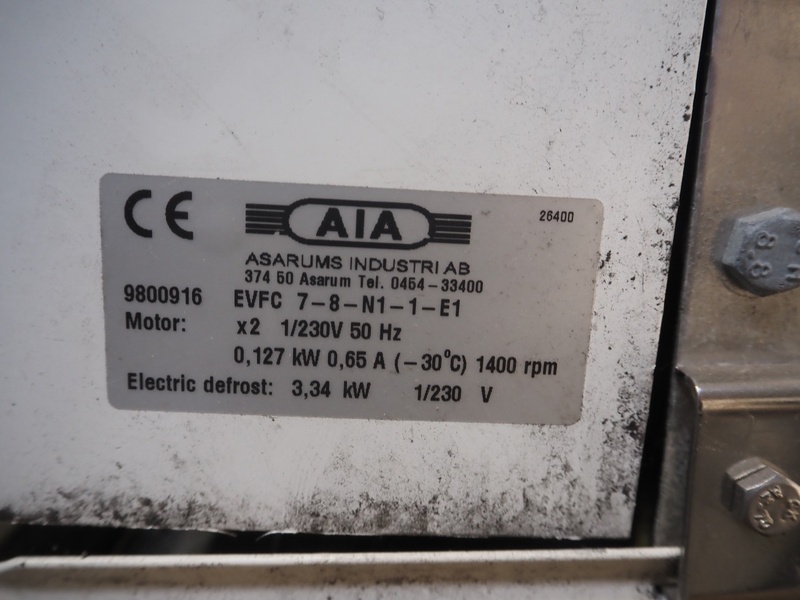 CE
AIA
26400
ASARUMS INDUSTRI AB
374 50 Asarum Tel. 0454-33400
9800916 EVFC 7-8-N1-1-E1
Motor: x2 1/230V 50 Hz
0,127 kW 0,65 A (-30°C) 1400 rpm
Electric defrost: 3,34 kW 1/230 V
8.8